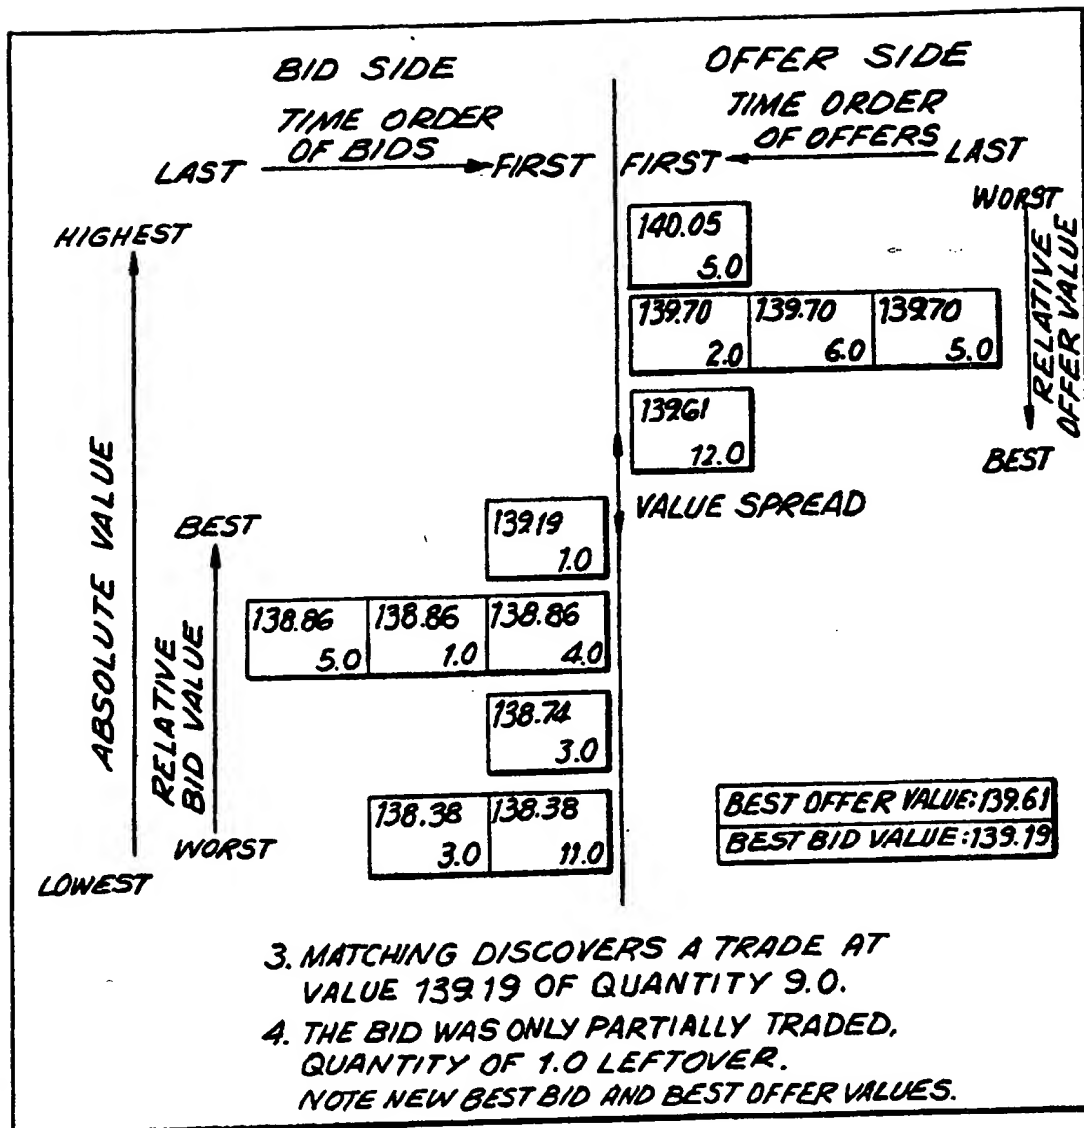 BID SIDE
OFFER SIDE
TIME ORDER
OF BIDS
TIME ORDER
OF OFFERS
LAST
FIRST
FIRST
LAST
HIGHEST
LOWEST
ABSOLUTE VALUE
BEST
WORST
RELATIVE
BID VALUE
WORST
BEST
RELATIVE
OFFER VALUE
140.05
5.0
139.70 139.70 139.70
2.0 6.0 5.0
139.61
12.0
VALUE SPREAD
139.19
1.0
138.86 138.86 138.86
5.0 1.0 4.0
138.74
3.0
138.38 138.38
3.0 11.0
BEST OFFER VALUE:139.61
BEST BID VALUE:139.19
3. MATCHING DISCOVERS A TRADE AT
VALUE 139.19 OF QUANTITY 9.0.
4. THE BID WAS ONLY PARTIALLY TRADED,
QUANTITY OF 1.0 LEFTOVER.
NOTE NEW BEST BID AND BEST OFFER VALUES.